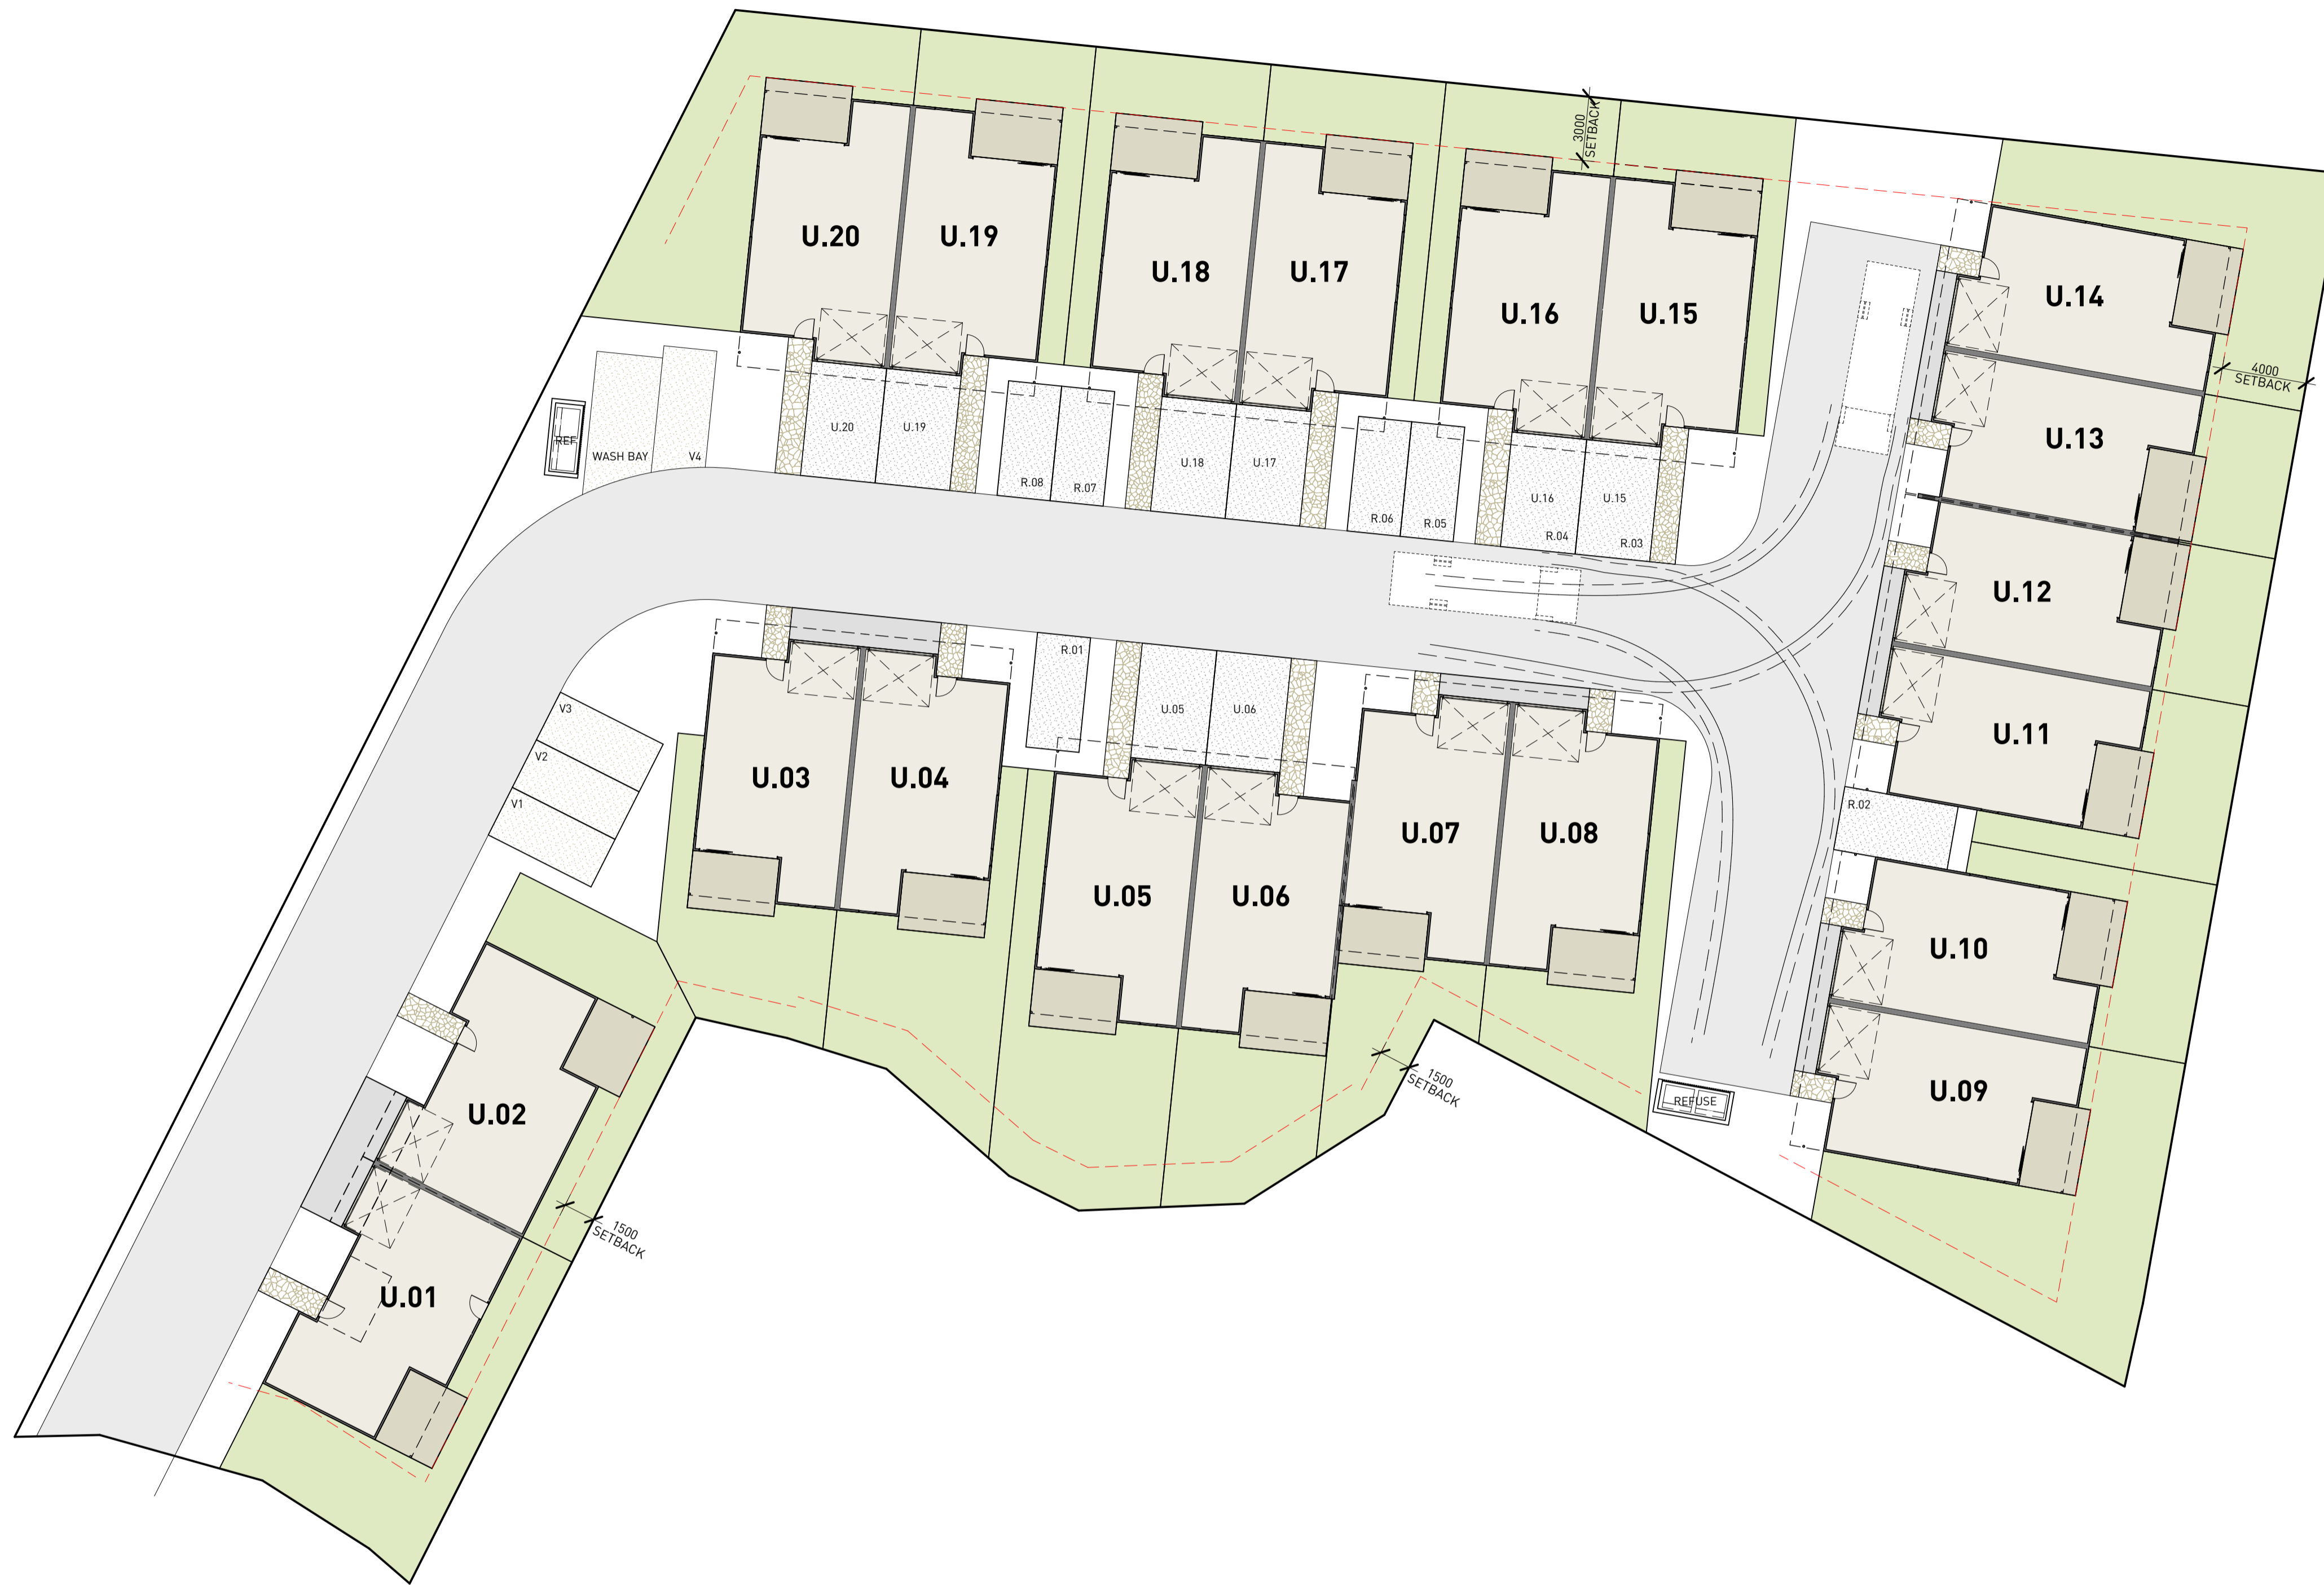 3000
SETBACK
U.20
U.19
U.18
U.17
U.16
U.15
U.14
4000
SETBACK
U.13
U.12
U.11
REF
WASH BAY
V4
U.20
U.19
R.08
R.07
U.18
U.17
R.06
R.05
U.16
R.04
U.15
R.03
R.01
U.05
U.06
V3
V2
V1
U.03
U.04
U.05
U.06
U.07
U.08
R.02
U.10
U.09
REFUSE
1500
SETBACK
U.02
1500
SETBACK
U.01